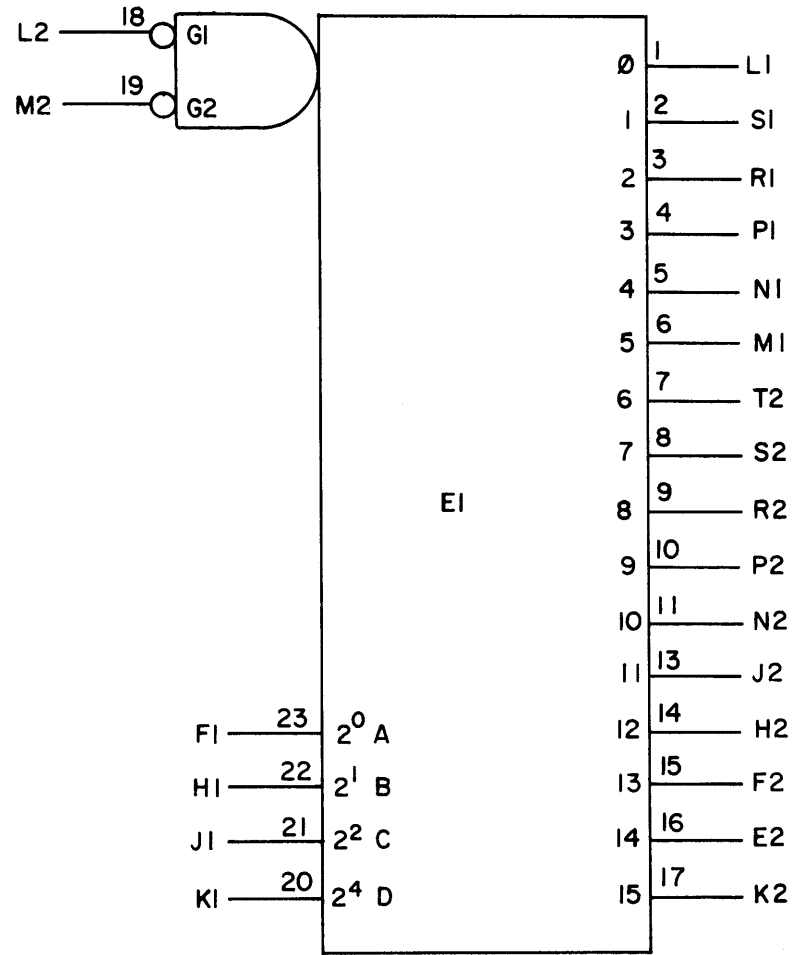 L2 18 G1
M2 19 G2
0 1 L1
1 2 S1
2 3 R1
3 4 P1
4 5 N1
5 6 M1
6 7 T2
7 8 S2
8 9 R2
9 10 P2
10 11 N2
11 13 J2
12 14 H2
13 15 F2
14 16 E2
15 17 K2
E1
F1 23 2⁰ A
H1 22 2¹ B
J1 21 2² C
K1 20 2⁴ D